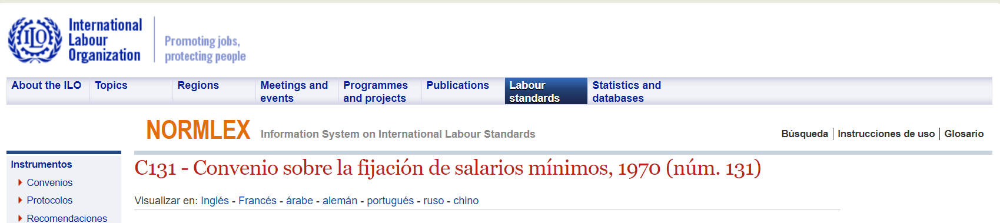 ILO
International
Labour
Organization
Promoting jobs,
protecting people
About the ILO
Topics
Regions
Meetings and
events
Programmes
and projects
Publications
Labour
standards
Statistics and
databases
NORMLEX Information System on International Labour Standards
Búsqueda | Instrucciones de uso | Glosario
Instrumentos
Convenios
Protocolos
Recomendaciones
C131 - Convenio sobre la fijación de salarios mínimos, 1970 (núm. 131)
Visualizar en: Inglés - Francés - árabe - alemán - portugués - ruso - chino